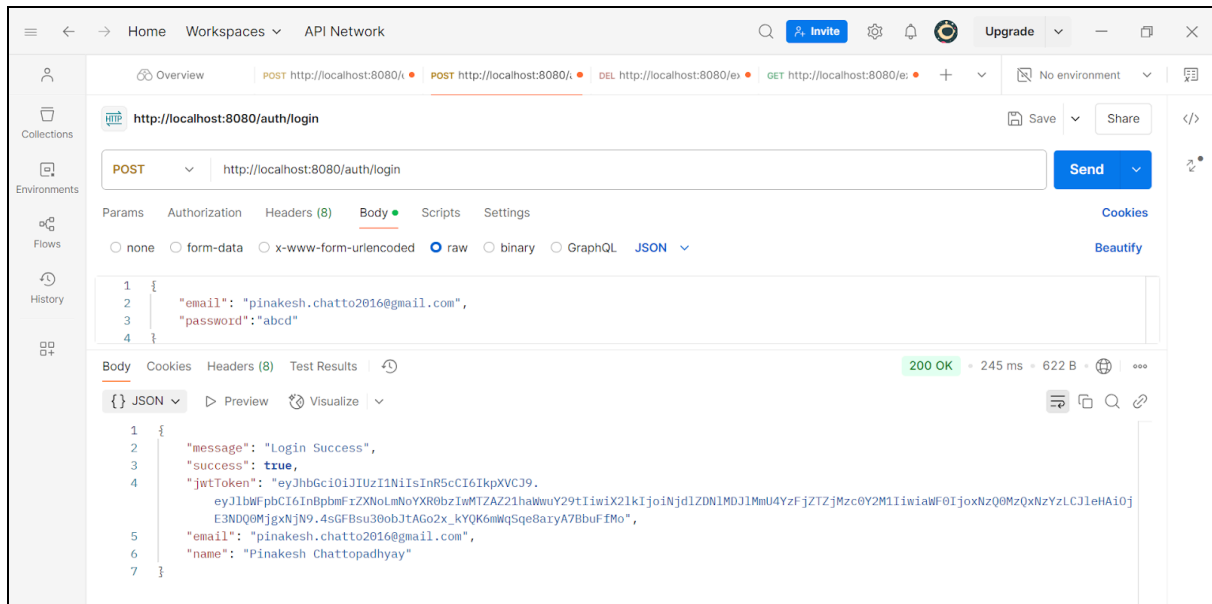 Home Workspaces API Network Invite Upgrade
Overview POST http://localhost:8080/ POST http://localhost:8080/ DEL http://localhost:8080/ex GET http://localhost:8080/e No environment
HTTP http://localhost:8080/auth/login Save Share
Collections
POST http://localhost:8080/auth/login Send
Environments
Params Authorization Headers (8) Body Scripts Settings Cookies
Flows
none form-data x-www-form-urlencoded raw binary GraphQL JSON Beautify
History
1 {
2 "email": "pinakesh.chatto2016@gmail.com",
3 "password":"abcd"
4 }
Body Cookies Headers (8) Test Results 200 OK 245 ms 622 B
{} JSON Preview Visualize
1 {
2 "message": "Login Success",
3 "success": true,
4 "jwtToken": "eyJhbGciOiJIUzI1NiIsInR5cCI6IkpXVCJ9.
eyJlbWFpbCI6InBpbmFrZXNoLmNoYXR0bzIwMTZAZ21haWwuY29tIiwiX2lkIjoiNjdlZDNlMDJlMmU4YzFjZTZjMzc0Y2M1IiwiaWF0IjoxNzQ0MzQxNzYzLCJleHAiOj
E3NDQ0MjgxNjN9.4sGFBsu30obJtAGo2x_kYQK6mWqSqe8aryA7BbuFfMo",
5 "email": "pinakesh.chatto2016@gmail.com",
6 "name": "Pinakesh Chattopadhyay"
7 }